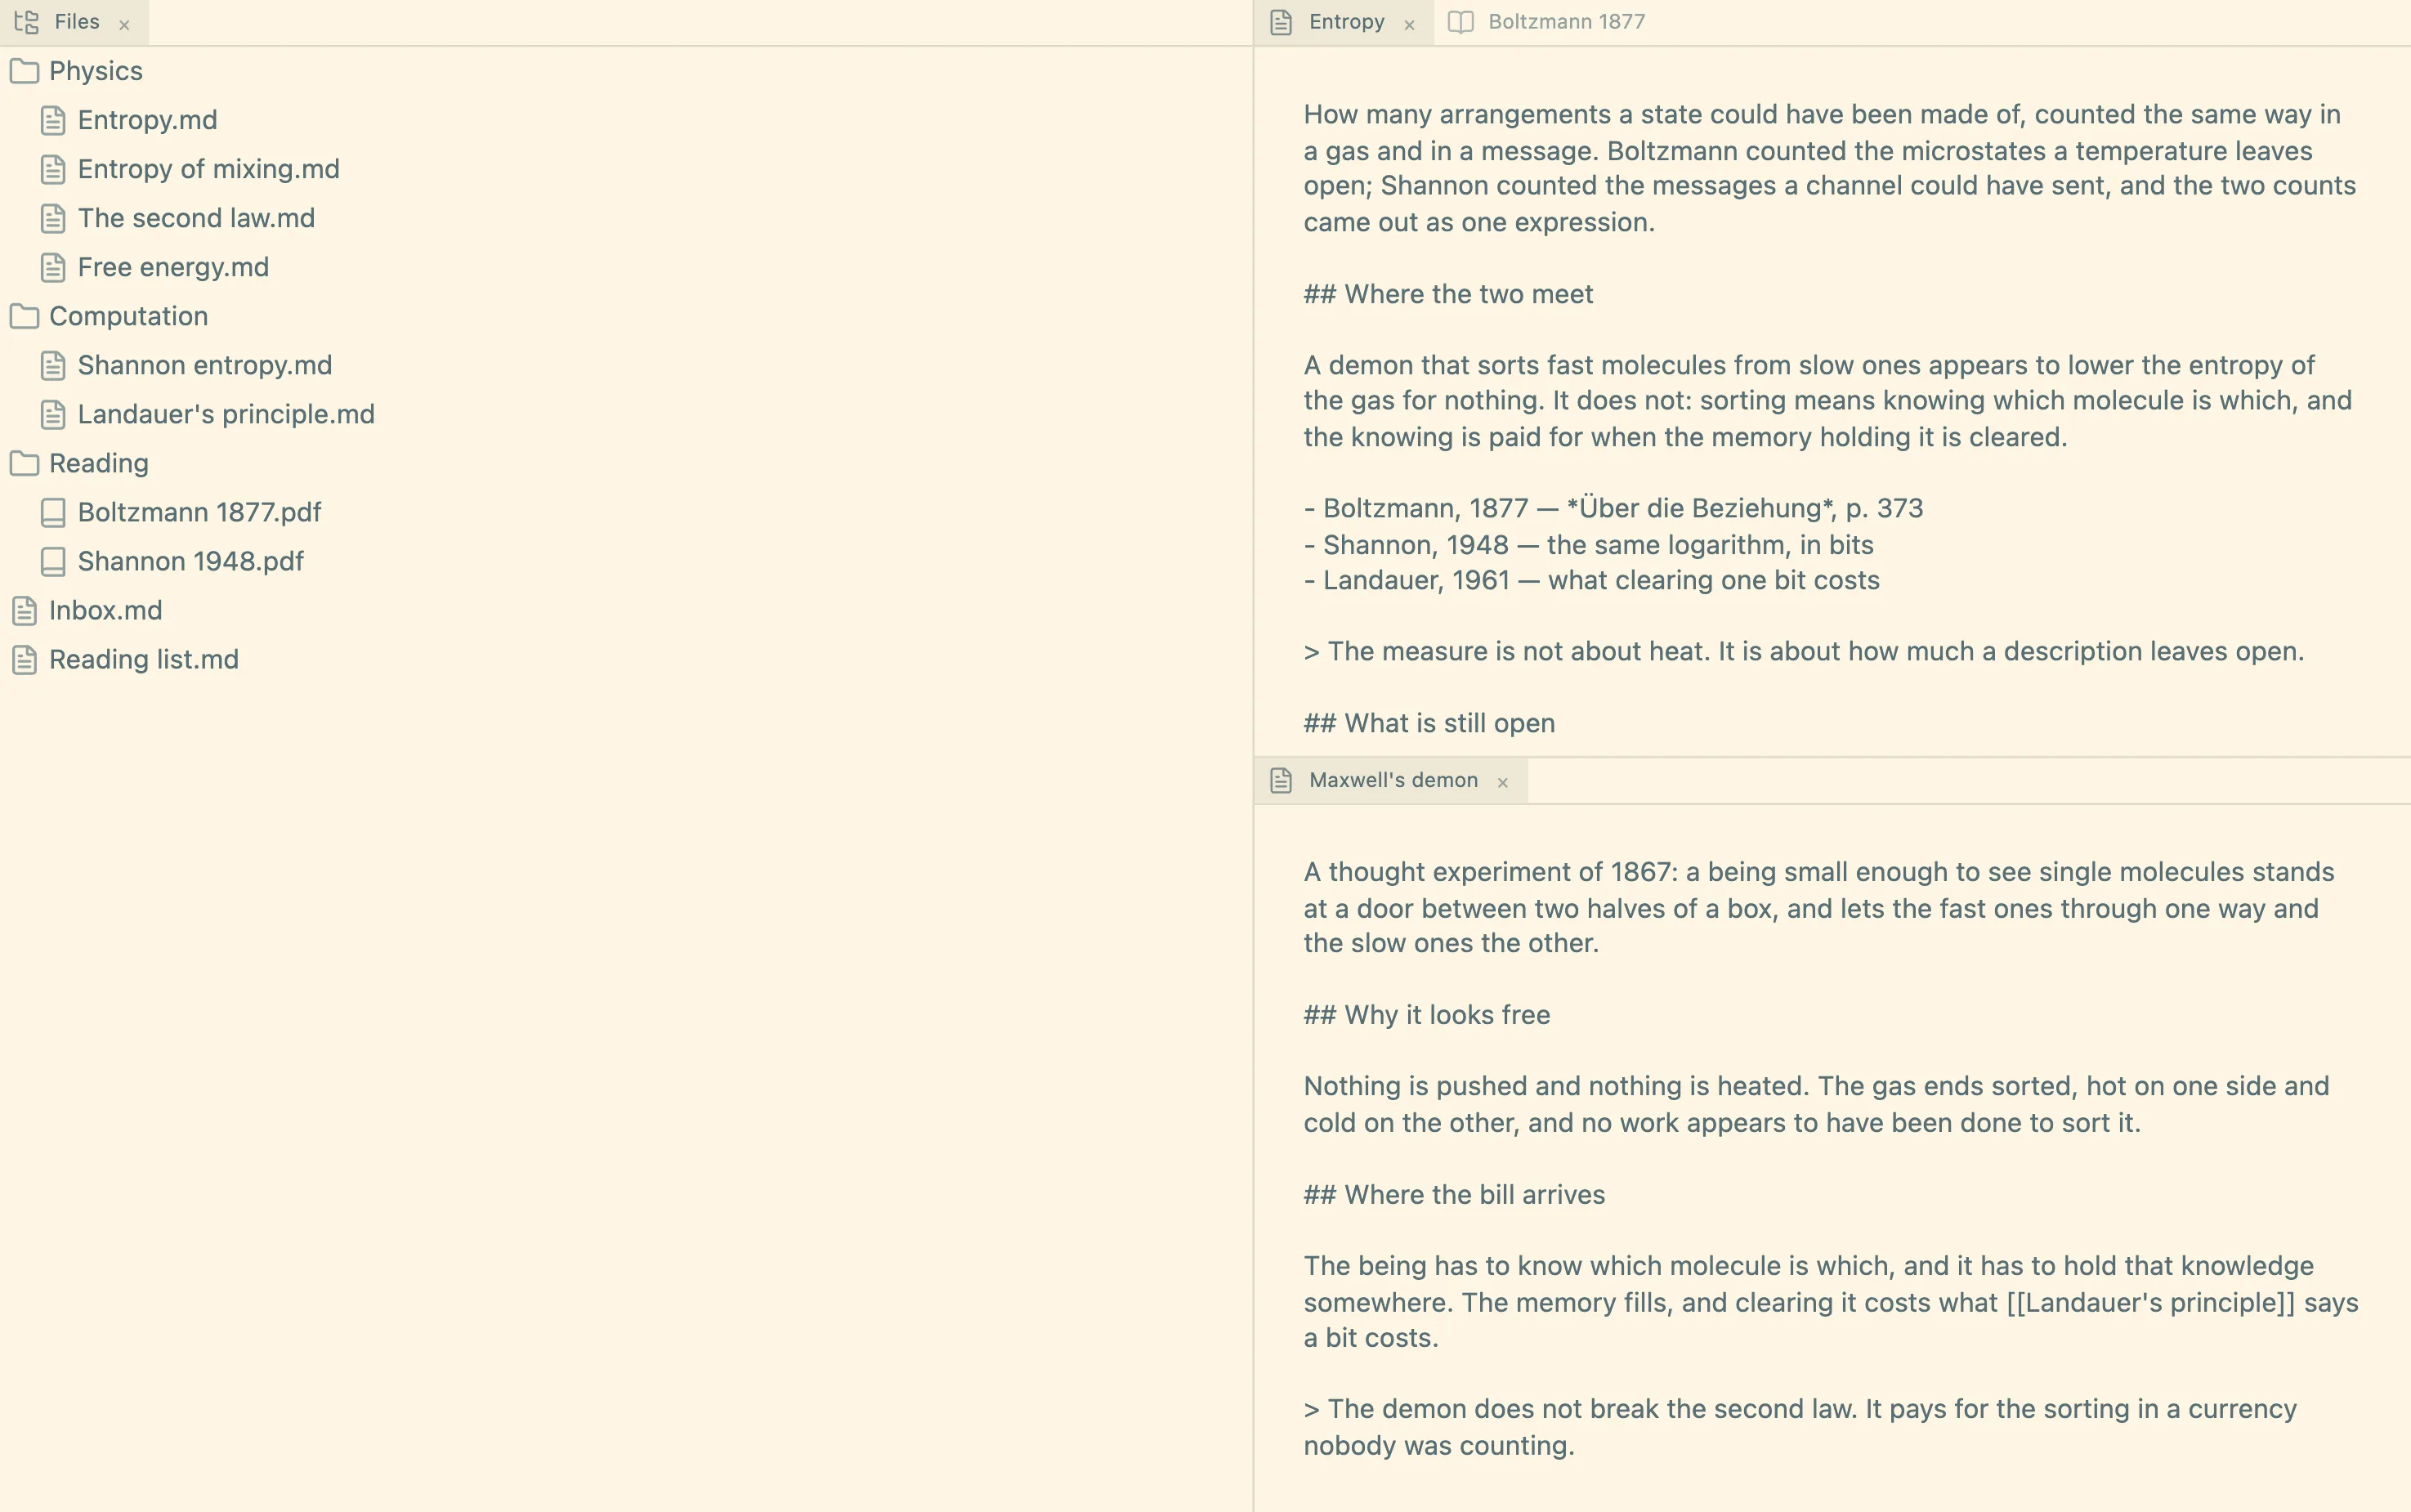 Files ×
Physics
Entropy.md
Entropy of mixing.md
The second law.md
Free energy.md
Computation
Shannon entropy.md
Landauer's principle.md
Reading
Boltzmann 1877.pdf
Shannon 1948.pdf
Inbox.md
Reading list.md
Entropy × Boltzmann 1877
How many arrangements a state could have been made of, counted the same way in
a gas and in a message. Boltzmann counted the microstates a temperature leaves
open; Shannon counted the messages a channel could have sent, and the two counts
came out as one expression.
## Where the two meet
A demon that sorts fast molecules from slow ones appears to lower the entropy of
the gas for nothing. It does not: sorting means knowing which molecule is which, and
the knowing is paid for when the memory holding it is cleared.
- Boltzmann, 1877 — *Über die Beziehung*, p. 373
- Shannon, 1948 — the same logarithm, in bits
- Landauer, 1961 — what clearing one bit costs
> The measure is not about heat. It is about how much a description leaves open.
## What is still open
Maxwell's demon ×
A thought experiment of 1867: a being small enough to see single molecules stands
at a door between two halves of a box, and lets the fast ones through one way and
the slow ones the other.
## Why it looks free
Nothing is pushed and nothing is heated. The gas ends sorted, hot on one side and
cold on the other, and no work appears to have been done to sort it.
## Where the bill arrives
The being has to know which molecule is which, and it has to hold that knowledge
somewhere. The memory fills, and clearing it costs what [[Landauer's principle]] says
a bit costs.
> The demon does not break the second law. It pays for the sorting in a currency
nobody was counting.